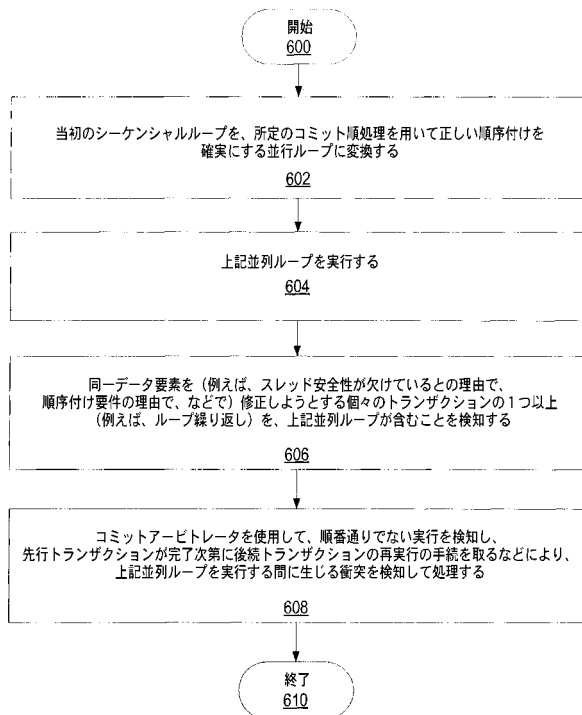 開始
600
当初のシーケンシャルループを、所定のコミット順処理を用いて正しい順序付けを
確実にする並行ループに変換する
602
上記並列ループを実行する
604
同一データ要素を(例えば、スレッド安全性が欠けているとの理由で、
順序付け要件の理由で、などで)修正しようとする個々のトランザクションの1つ以上
(例えば、ループ繰り返し)を、上記並列ループが含むことを検知する
606
コミットアービトレータを使用して、順番通りでない実行を検知し、
先行トランザクションが完了次第に後続トランザクションの再実行の手続を取るなどにより、
上記並列ループを実行する間に生じる衝突を検知して処理する
608
終了
610